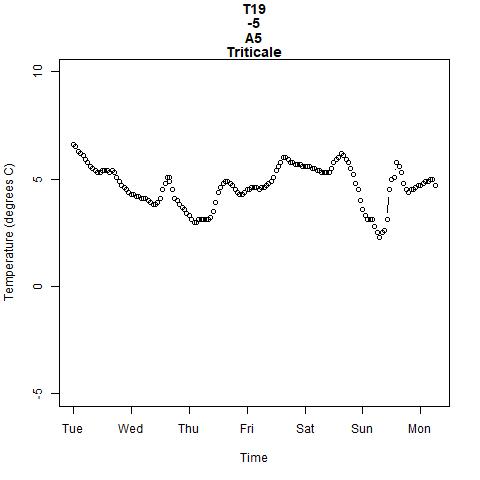 T19
-5
A5
Triticale
10
5
0
-5
Temperature (degrees C)
Tue Wed Thu Fri Sat Sun Mon
Time